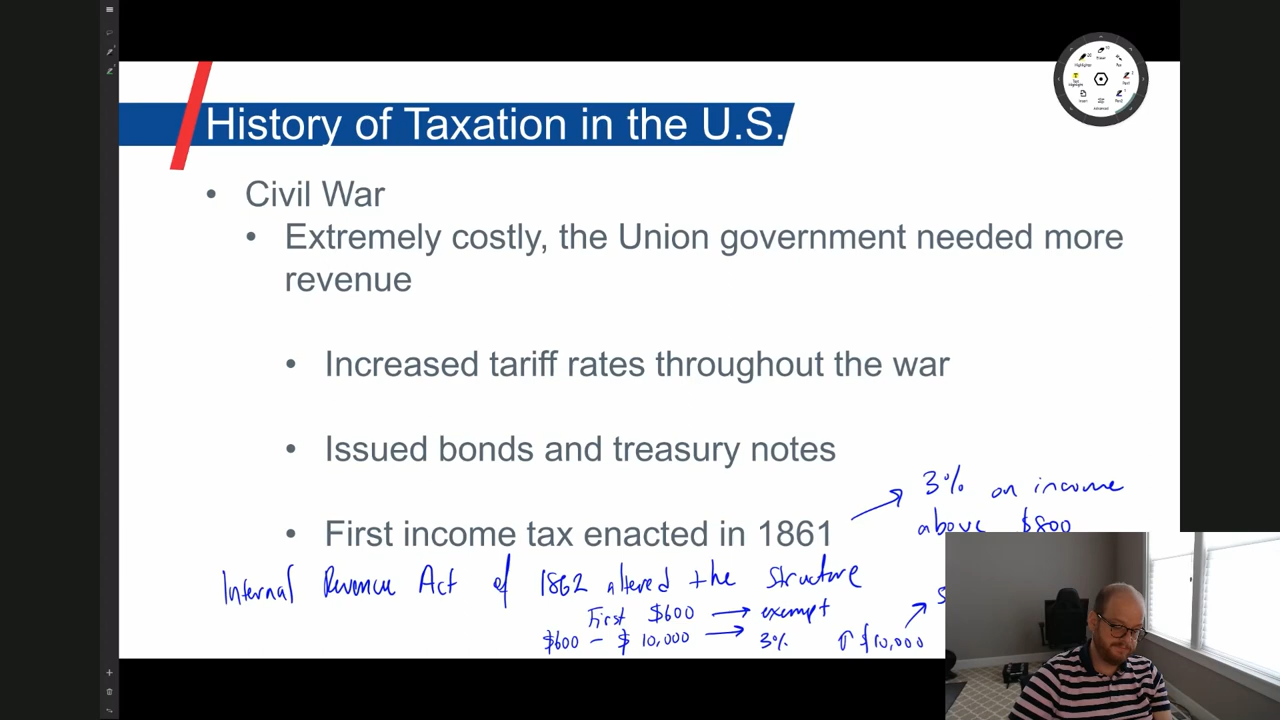 History of Taxation in the U.S.
• Civil War
• Extremely costly, the Union government needed more
revenue
• Increased tariff rates throughout the war
• Issued bonds and treasury notes
• First income tax enacted in 1861
3% on income
above $800
Internal Revenue Act of 1862 altered the structure
First $600 → exempt
$600 – $10,000 → 3%
↑ $10,000